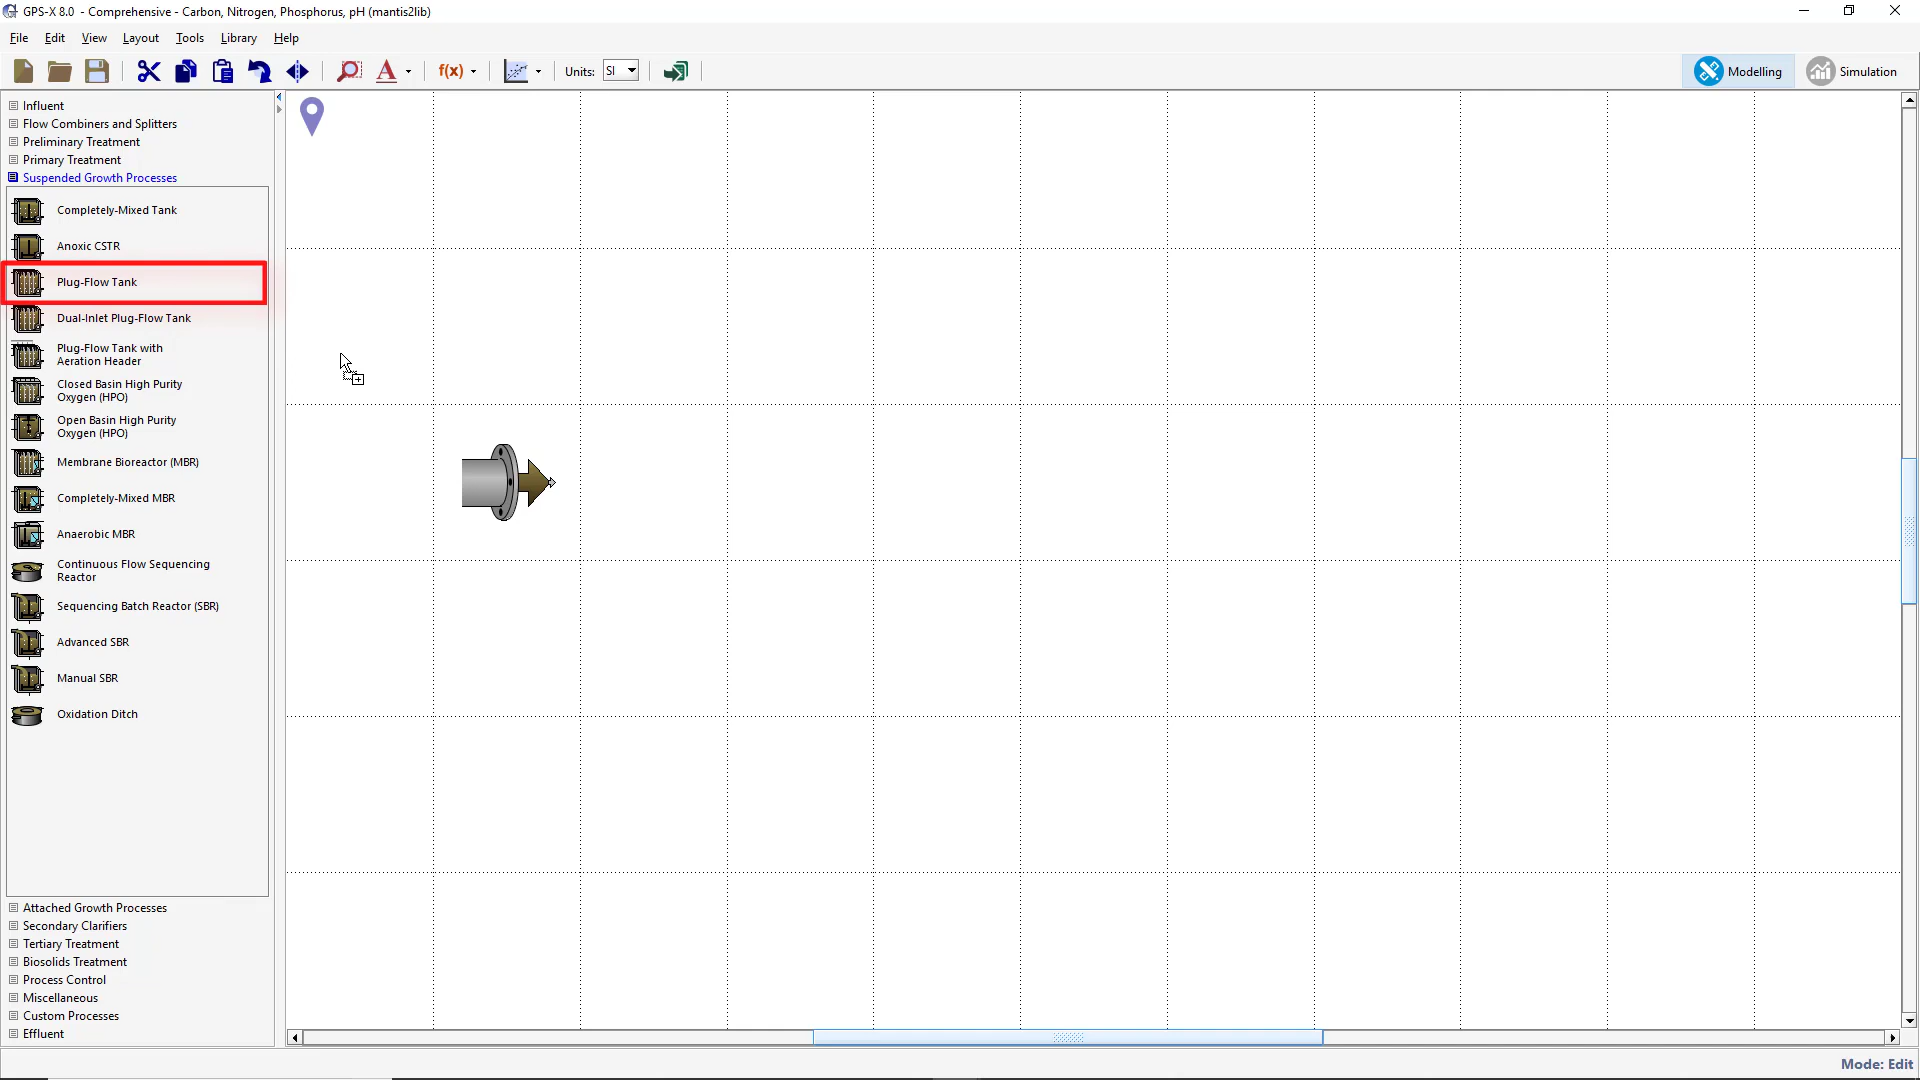 GPS-X 8.0  - Comprehensive - Carbon, Nitrogen, Phosphorus, pH (mantis2lib)
File Edit View Layout Tools Library Help
A f(x) Units: SI Modelling Simulation
Influent
Flow Combiners and Splitters
Preliminary Treatment
Primary Treatment
Suspended Growth Processes
Completely-Mixed Tank
Anoxic CSTR
Plug-Flow Tank
Dual-Inlet Plug-Flow Tank
Plug-Flow Tank with
Aeration Header
Closed Basin High Purity
Oxygen (HPO)
Open Basin High Purity
Oxygen (HPO)
Membrane Bioreactor (MBR)
Completely-Mixed MBR
Anaerobic MBR
Continuous Flow Sequencing
Reactor
Sequencing Batch Reactor (SBR)
Advanced SBR
Manual SBR
Oxidation Ditch
Attached Growth Processes
Secondary Clarifiers
Tertiary Treatment
Biosolids Treatment
Process Control
Miscellaneous
Custom Processes
Effluent
Mode: Edit